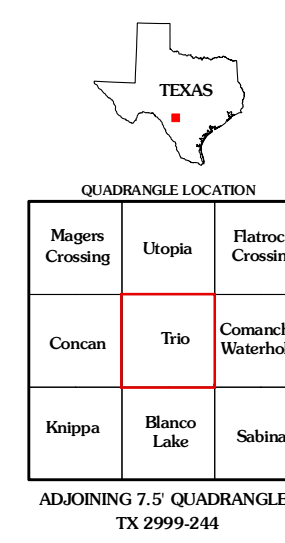 TEXAS
QUADRANGLE LOCATION
Magers
Crossing
Utopia
Flatroc
Crossin
Concan
Trio
Comanch
Waterhol
Knippa
Blanco
Lake
Sabina
ADJOINING 7.5' QUADRANGLE
TX 2999-244